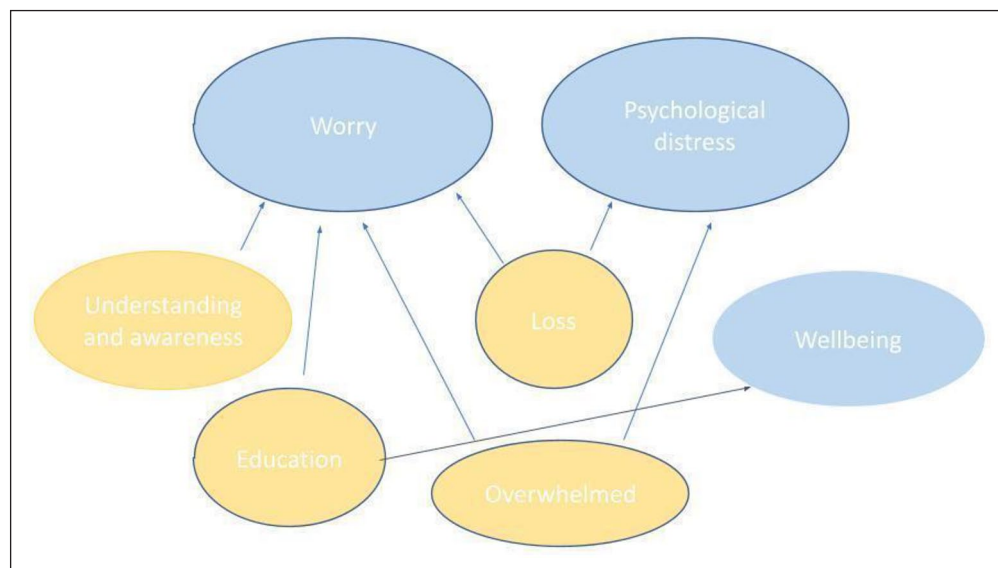 Worry
Psychological
distress
Understanding
and awareness
Loss
Wellbeing
Education
Overwhelmed